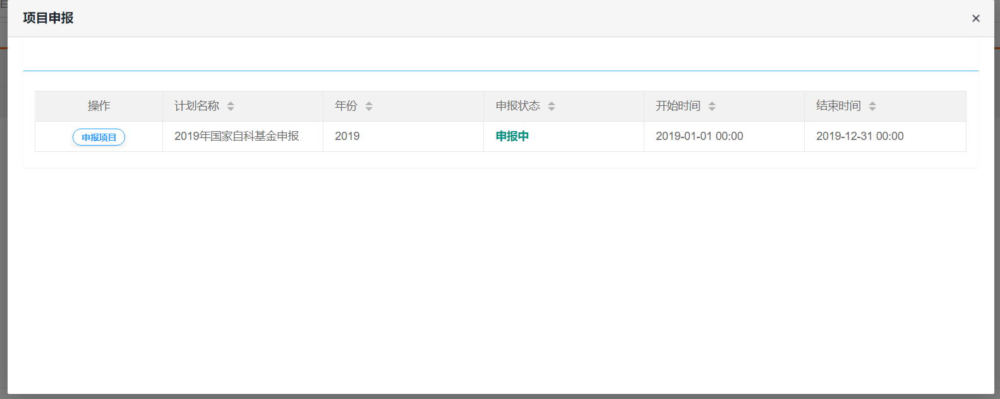 项目申报
操作 计划名称 年份 申报状态 开始时间 结束时间
申报项目 2019年国家自科基金申报 2019 申报中 2019-01-01 00:00 2019-12-31 00:00